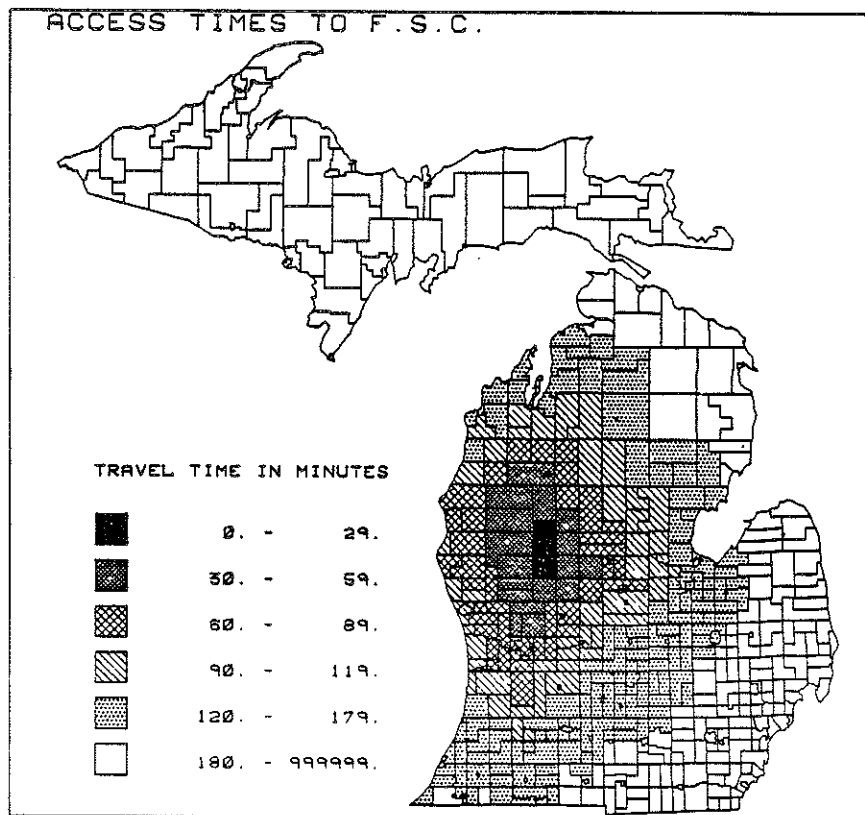 ACCESS TIMES TO F.S.C.
TRAVEL TIME IN MINUTES
0. - 29.
30. - 59.
60. - 89.
90. - 119.
120. - 179.
180. - 999999.